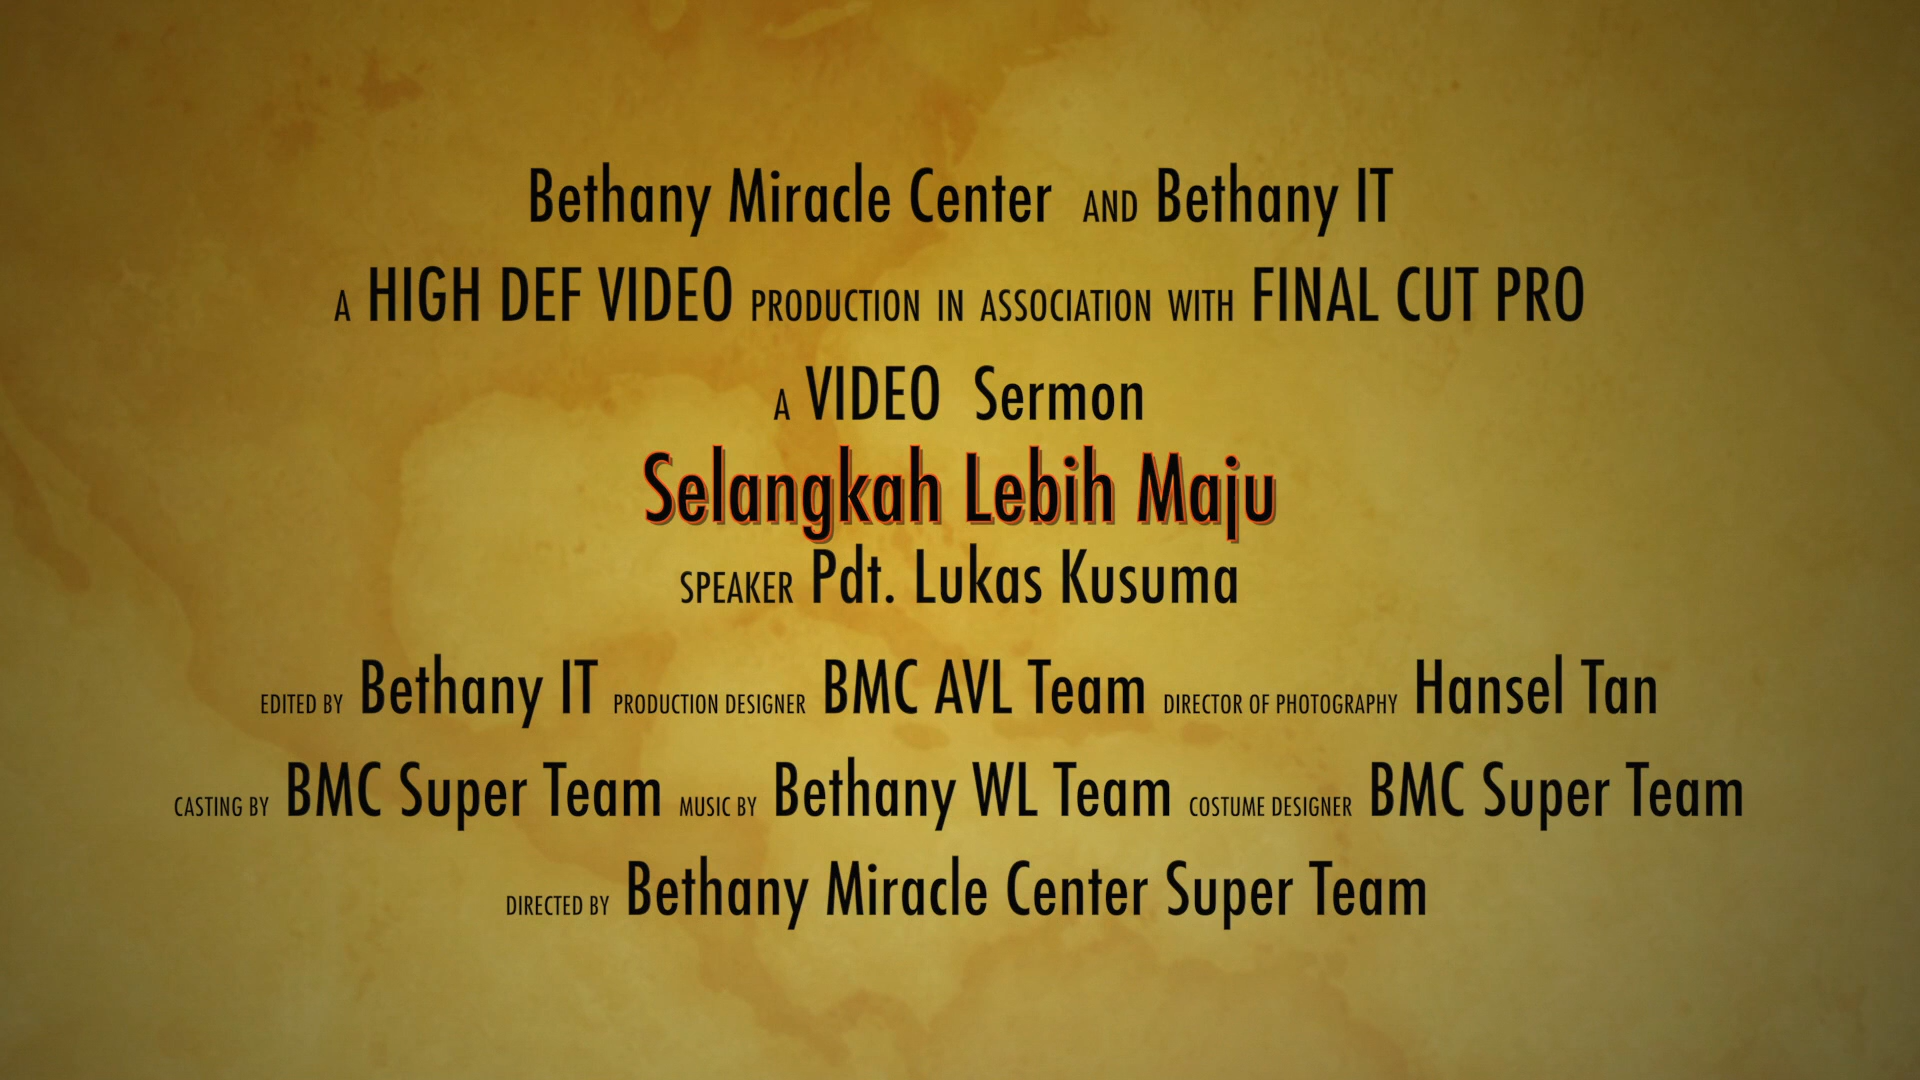 Bethany Miracle Center AND Bethany IT
A HIGH DEF VIDEO PRODUCTION IN ASSOCIATION WITH FINAL CUT PRO
A VIDEO Sermon
Selangkah Lebih Maju
SPEAKER Pdt. Lukas Kusuma
EDITED BY Bethany IT PRODUCTION DESIGNER BMC AVL Team DIRECTOR OF PHOTOGRAPHY Hansel Tan
CASTING BY BMC Super Team MUSIC BY Bethany WL Team COSTUME DESIGNER BMC Super Team
DIRECTED BY Bethany Miracle Center Super Team